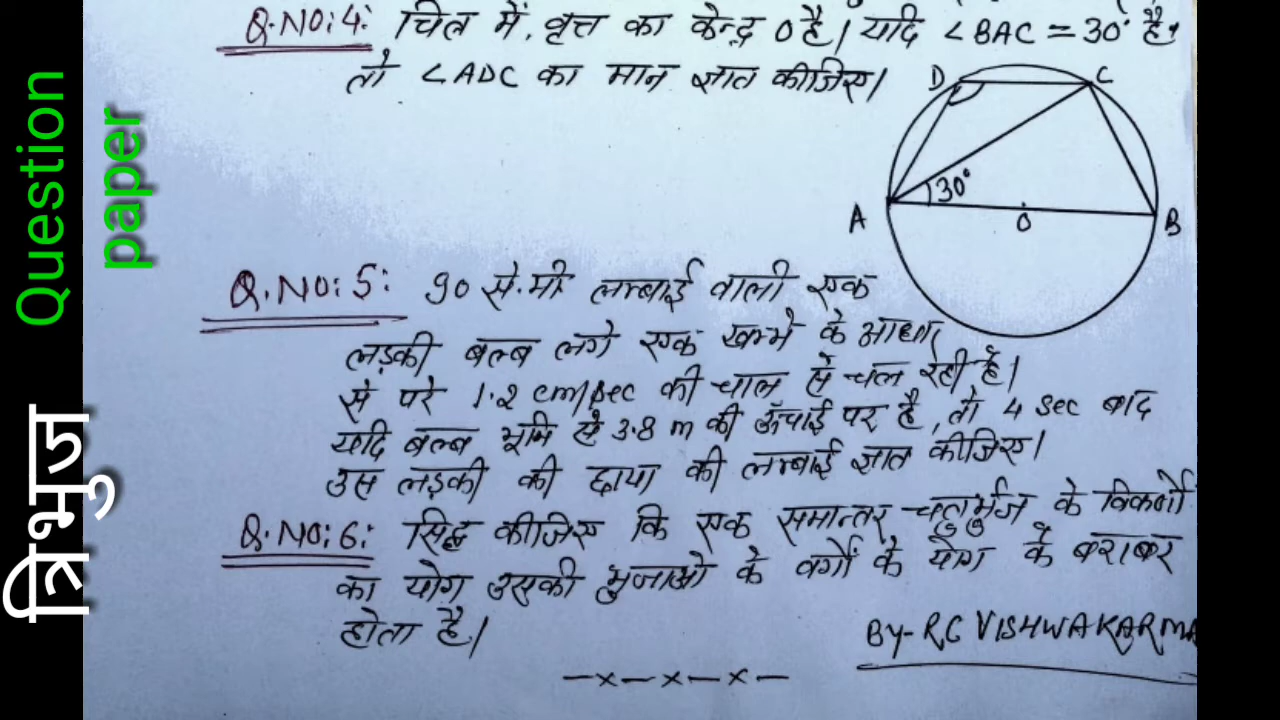 Question
paper
त्रिभुज
Q.NO:4: चित्र में, वृत्त का केन्द्र O है। यदि ∠BAC = 30° है,
तो ∠ADC का मान ज्ञात कीजिए।
D
C
30°
A
O
B
Q.NO:5: 90 से.मी लम्बाई वाली एक
लड़की बल्ब लगे एक खम्भे के आधार
से परे 1.2 cm/sec की चाल से चल रही है।
यदि बल्ब भूमि से 3.8 m की ऊँचाई पर है, तो 4 sec बाद
उस लड़की की छाया की लम्बाई ज्ञात कीजिए।
Q.NO:6: सिद्ध कीजिए कि एक समान्तर चतुर्भुज के विकर्णो
का योग उसकी भुजाओ के वर्गों के योग के बराबर
होता है।
BY- RC VISHWAKARMA
—x—x—x—